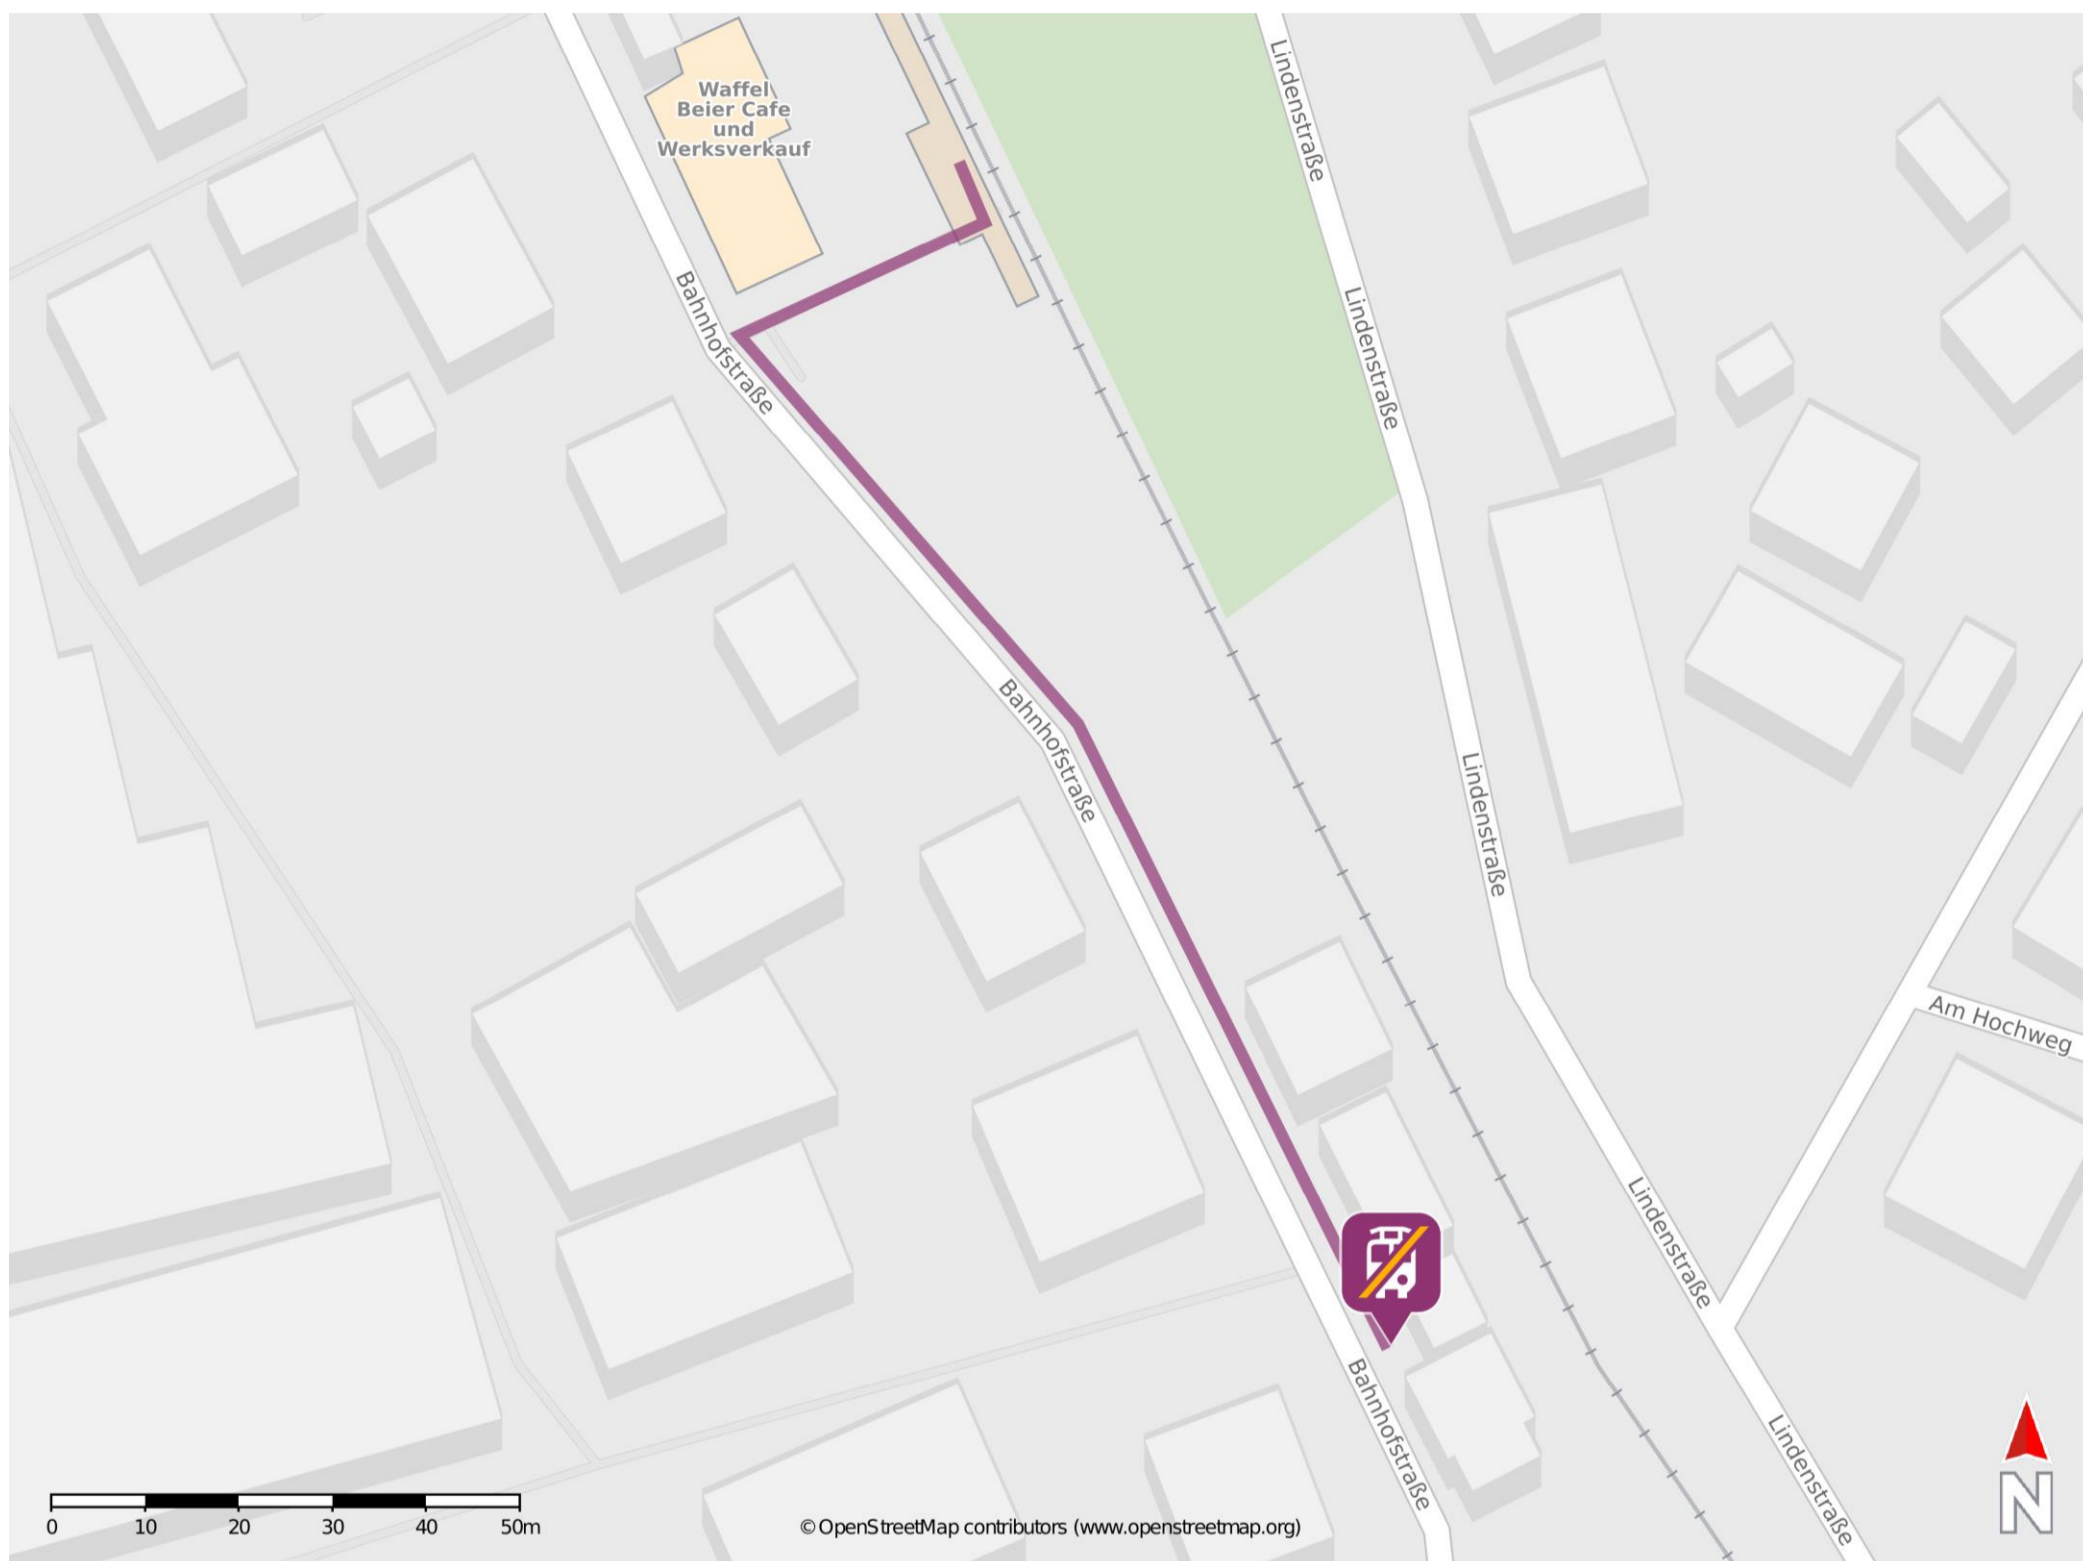 Waffel
Beier Cafe
und
Werksverkauf
Lindenstraße
Bahnhofstraße
Lindenstraße
Bahnhofstraße
Lindenstraße
Am Hochweg
Lindenstraße
Bahnhofstraße
Lindenstraße
N
0 10 20 30 40 50m
© OpenStreetMap contributors (www.openstreetmap.org)